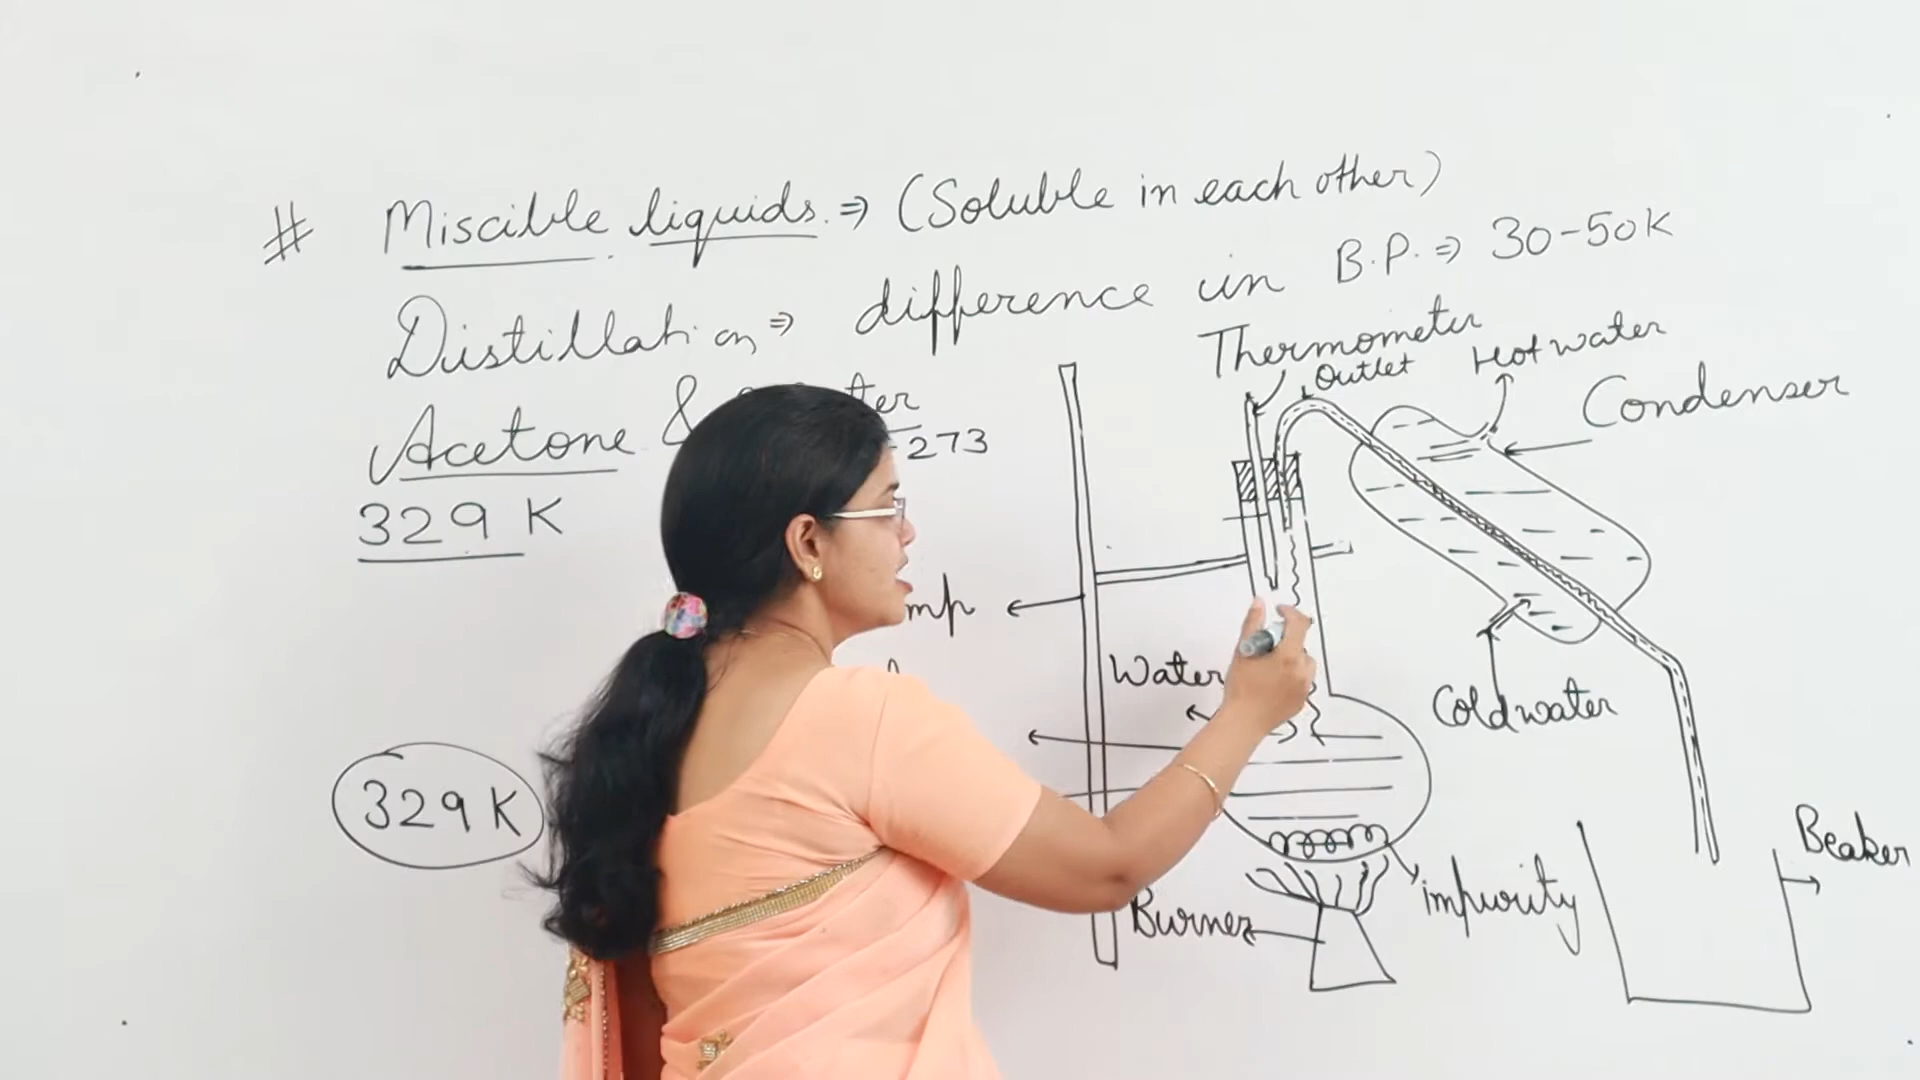 # Miscible liquids. ⇒ (Soluble in each other)
Distillation ⇒ difference in B.P. ⇒ 30-50K
Acetone &
273
329 K
329 K
Thermometer
Outlet
Hot water
Condenser
Water
Cold water
Burner
impurity
Beaker